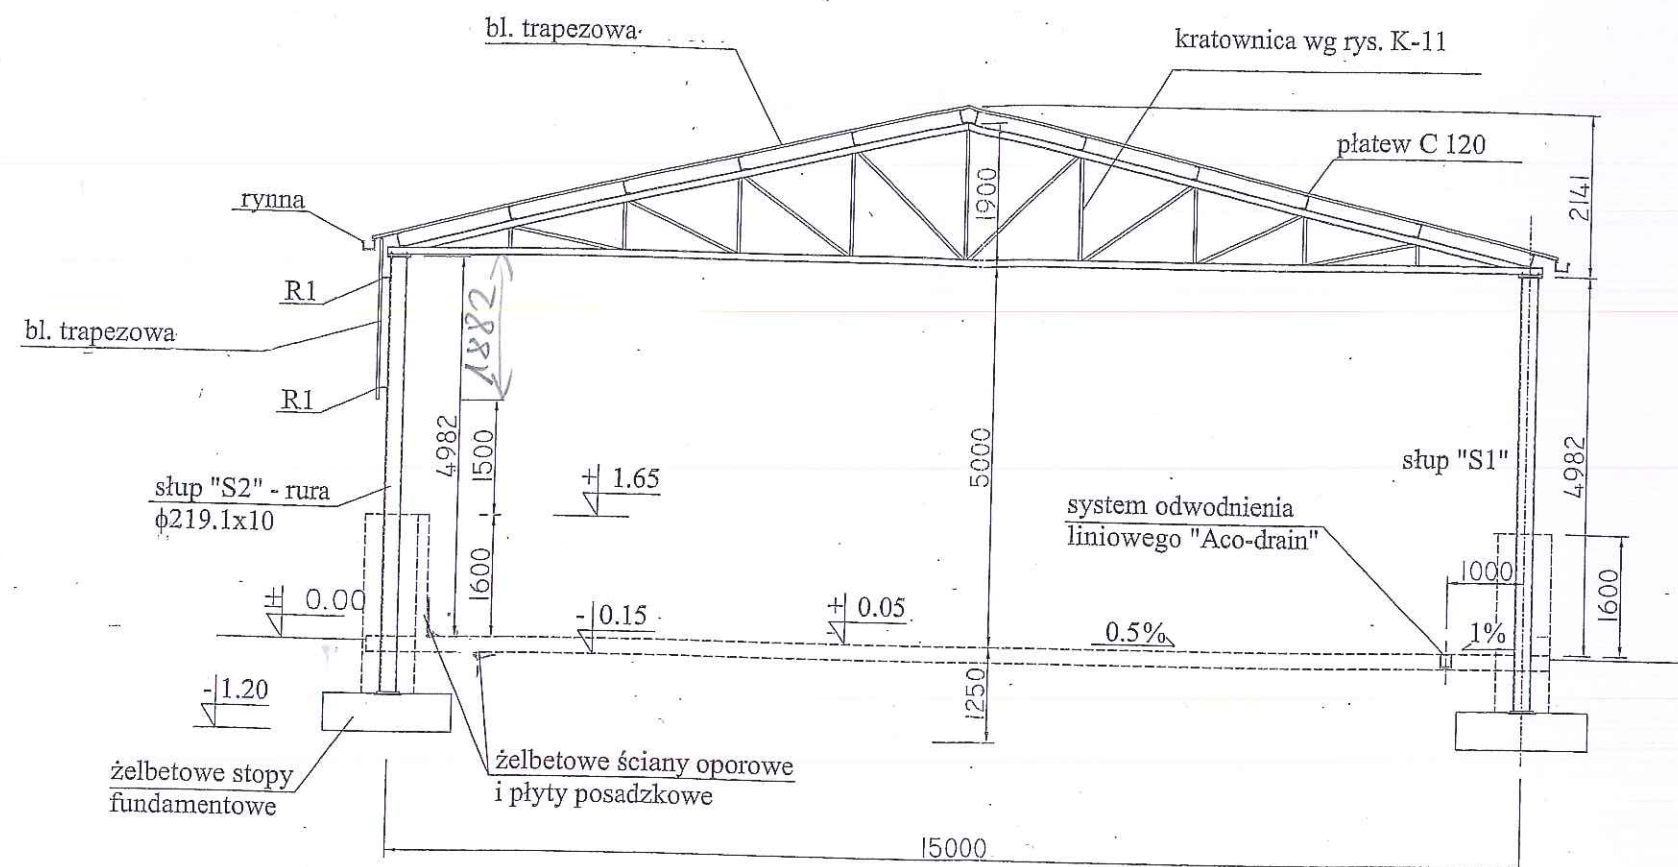 bl. trapezowa
kratownica wg rys. K-11
płatew C 120
rynna
1900
2141
R1
1882
bl. trapezowa
R1
4982
1500
5000
słup "S1"
4982
słup "S2" - rura
ϕ219.1x10
+ 1.65
system odwodnienia
liniowego "Aco-drain"
1600
1000
1600
± 0.00
- 0.15
+ 0.05
0.5%
1%
- 1.20
1250
żelbetowe stopy
fundamentowe
żelbetowe ściany oporowe
i płyty posadzkowe
15000